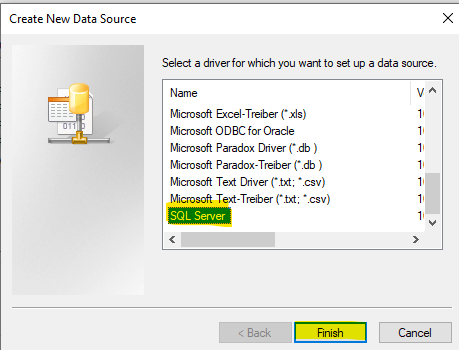 Create New Data Source
Select a driver for which you want to set up a data source.
Name V
Microsoft Excel-Treiber (*.xls) 1
Microsoft ODBC for Oracle 1
Microsoft Paradox Driver (*.db ) 1
Microsoft Paradox-Treiber (*.db ) 1
Microsoft Text Driver (*.txt; *.csv) 1
Microsoft Text-Treiber (*.txt; *.csv) 1
SQL Server 1
0110
< Back Finish Cancel